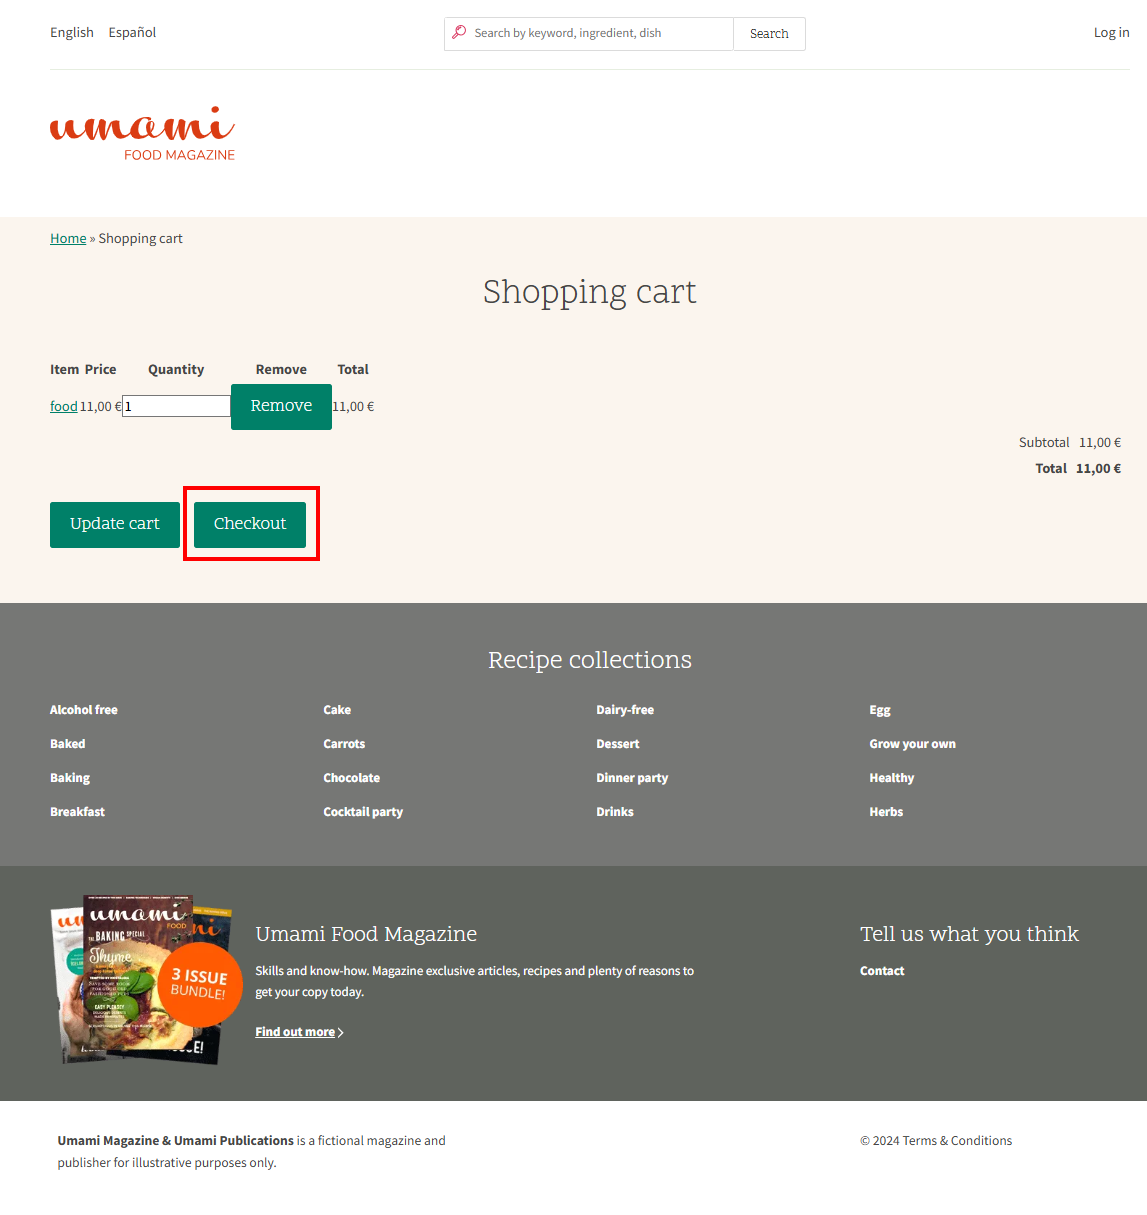 English Español
Search by keyword, ingredient, dish
Search
Log in
umami
FOOD MAGAZINE
Home » Shopping cart
Shopping cart
Item Price Quantity Remove Total
food 11,00 € 1 Remove 11,00 €
Subtotal 11,00 €
Total 11,00 €
Update cart Checkout
Recipe collections
Alcohol free Cake Dairy-free Egg
Baked Carrots Dessert Grow your own
Baking Chocolate Dinner party Healthy
Breakfast Cocktail party Drinks Herbs
umami
FOOD
THE BAKING SPECIAL
Thyme
EASY PLEASY
3 ISSUE
BUNDLE!
Umami Food Magazine
Skills and know-how. Magazine exclusive articles, recipes and plenty of reasons to
get your copy today.
Find out more
Tell us what you think
Contact
Umami Magazine & Umami Publications is a fictional magazine and
publisher for illustrative purposes only.
© 2024 Terms & Conditions